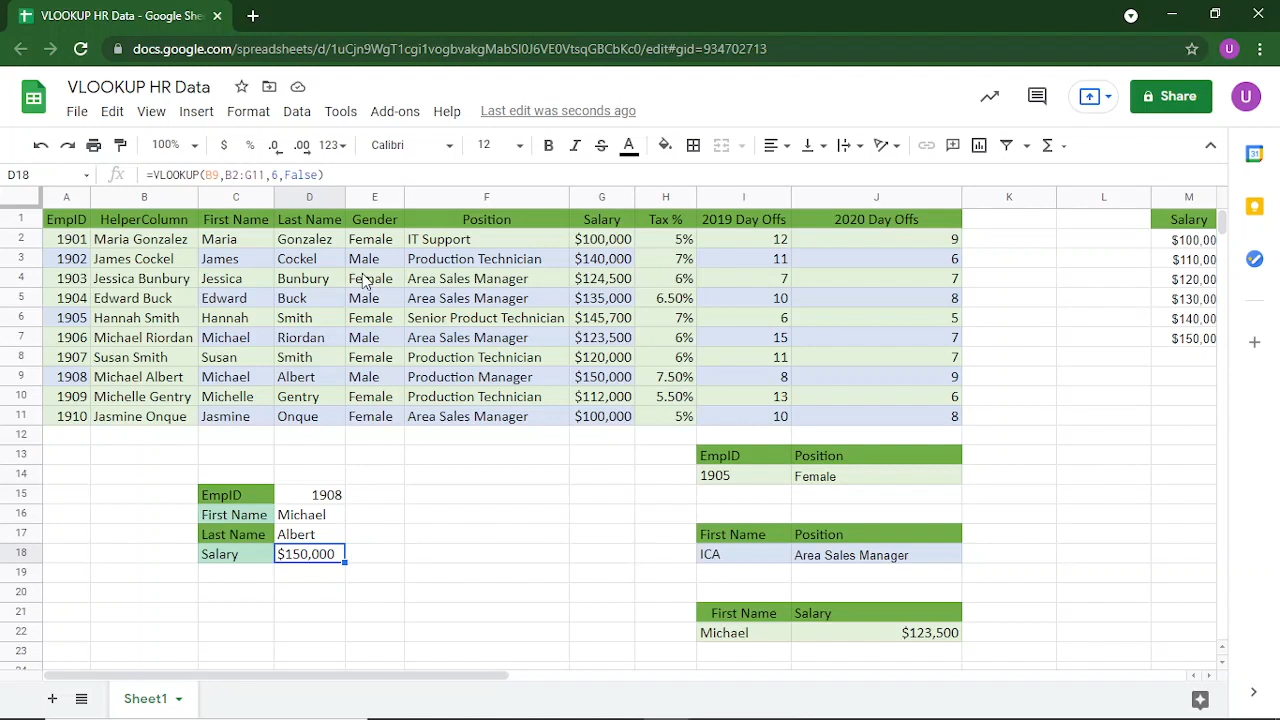 VLOOKUP HR Data - Google She
docs.google.com/spreadsheets/d/1uCjn9WgT1cgi1vogbvakgMabSl0J6VE0VtsqGBCbKc0/edit#gid=934702713
U
VLOOKUP HR Data
File Edit View Insert Format Data Tools Add-ons Help Last edit was seconds ago
Share
U
100% $ % .0 .00 123 Calibri 12 B I S A
31
D18 fx =VLOOKUP(B9,B2:G11,6,False)
A B C D E F G H I J K L M
1 EmpID HelperColumn First Name Last Name Gender Position Salary Tax % 2019 Day Offs 2020 Day Offs Salary
2 1901 Maria Gonzalez Maria Gonzalez Female IT Support $100,000 5% 12 9 $100,00
3 1902 James Cockel James Cockel Male Production Technician $140,000 7% 11 6 $110,00
4 1903 Jessica Bunbury Jessica Bunbury Female Area Sales Manager $124,500 6% 7 7 $120,00
5 1904 Edward Buck Edward Buck Male Area Sales Manager $135,000 6.50% 10 8 $130,00
6 1905 Hannah Smith Hannah Smith Female Senior Product Technician $145,700 7% 6 5 $140,00
7 1906 Michael Riordan Michael Riordan Male Area Sales Manager $123,500 6% 15 7 $150,00
8 1907 Susan Smith Susan Smith Female Production Technician $120,000 6% 11 7
9 1908 Michael Albert Michael Albert Male Production Manager $150,000 7.50% 8 9
10 1909 Michelle Gentry Michelle Gentry Female Production Technician $112,000 5.50% 13 6
11 1910 Jasmine Onque Jasmine Onque Female Area Sales Manager $100,000 5% 10 8
12
13 EmpID Position
14 1905 Female
15 EmpID 1908
16 First Name Michael
17 Last Name Albert First Name Position
18 Salary $150,000 ICA Area Sales Manager
19
20
21 First Name Salary
22 Michael $123,500
23
24
Sheet1